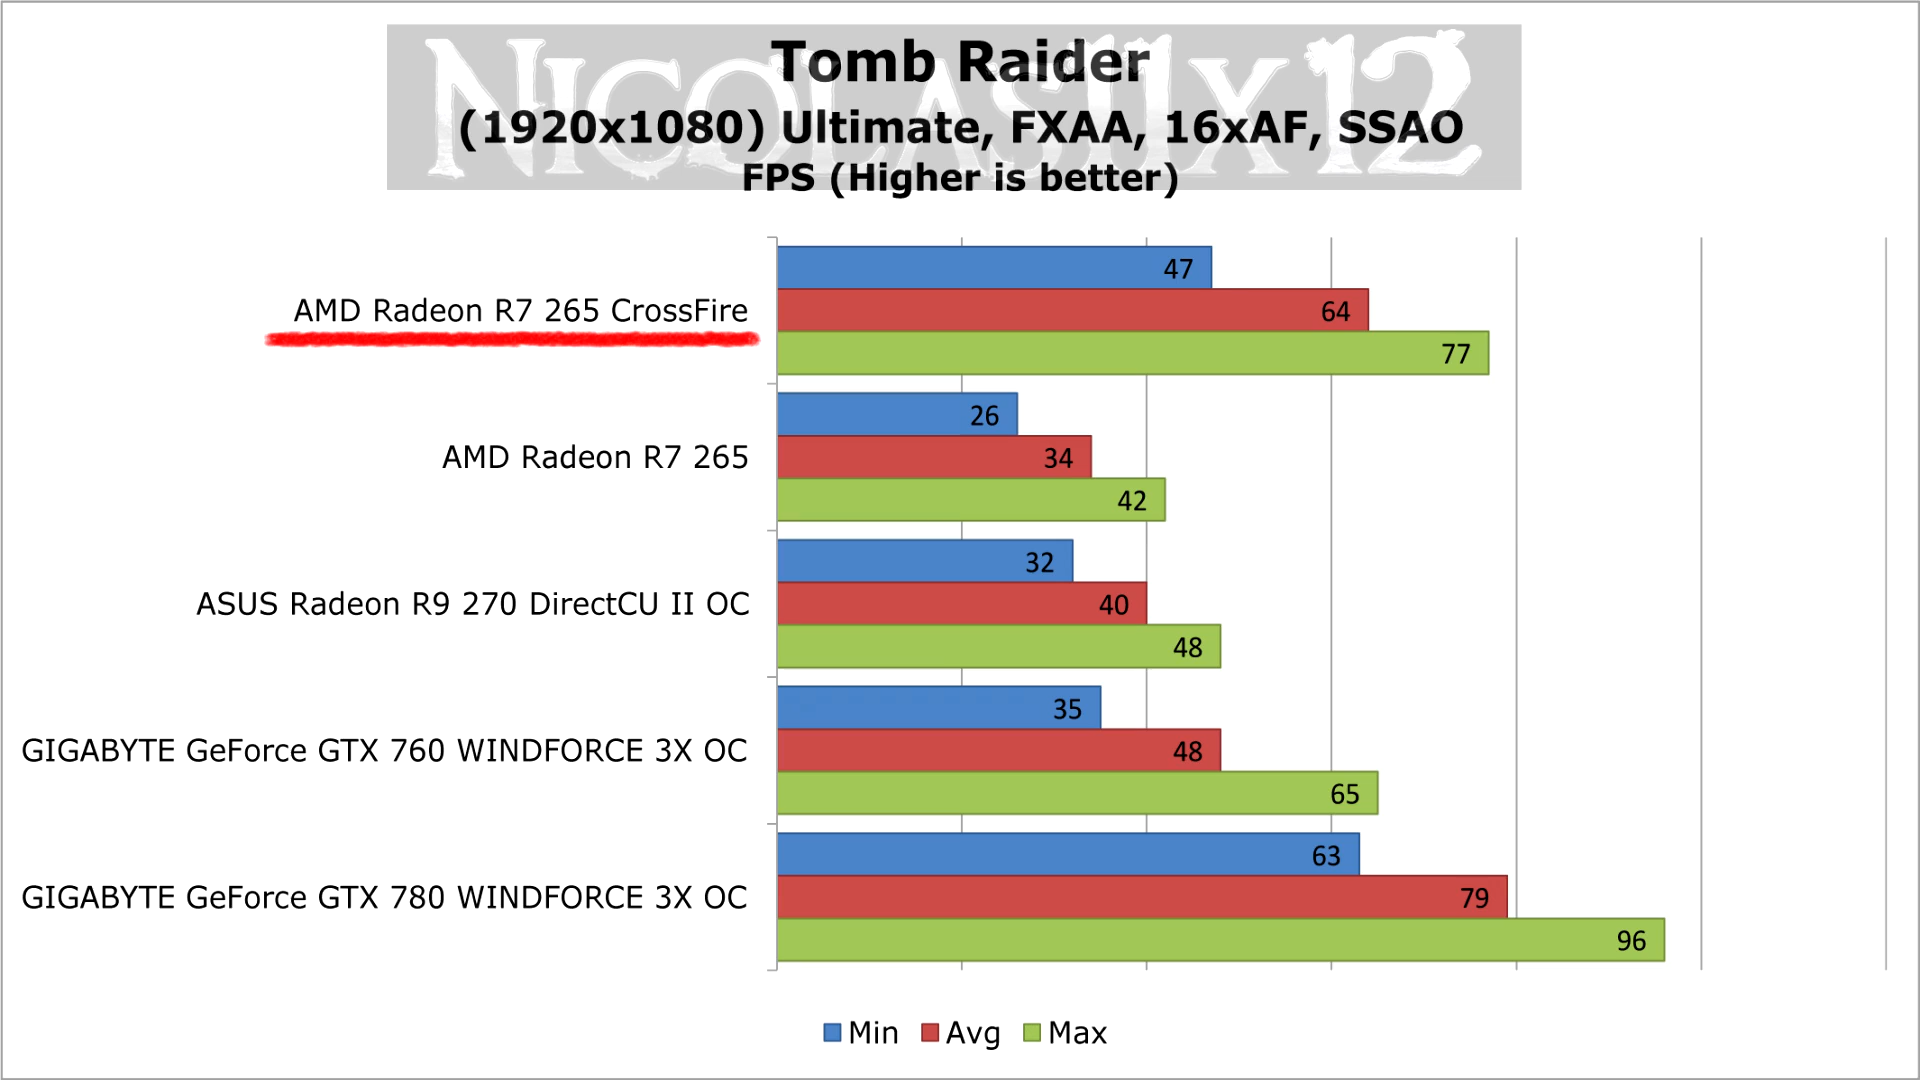 Nicolas11x12
Tomb Raider
(1920x1080) Ultimate, FXAA, 16xAF, SSAO
FPS (Higher is better)
AMD Radeon R7 265 CrossFire
47
64
77
AMD Radeon R7 265
26
34
42
ASUS Radeon R9 270 DirectCU II OC
32
40
48
GIGABYTE GeForce GTX 760 WINDFORCE 3X OC
35
48
65
GIGABYTE GeForce GTX 780 WINDFORCE 3X OC
63
79
96
Min Avg Max